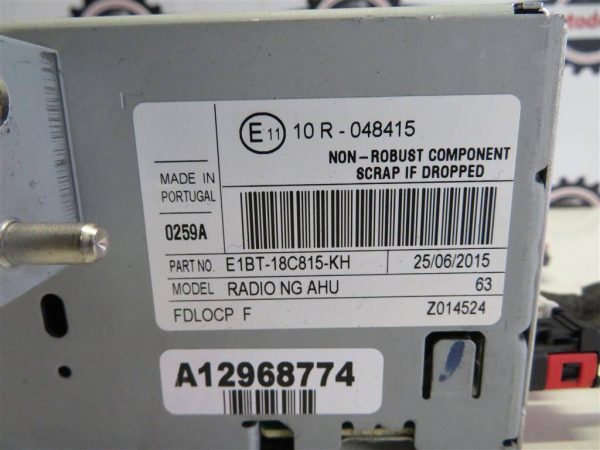 E 11 10 R - 048415
NON - ROBUST COMPONENT
SCRAP IF DROPPED
MADE IN
PORTUGAL
0259A
PART NO. E1BT-18C815-KH 25/06/2015
MODEL RADIO NG AHU 63
FDLOCP F Z014524
A12968774